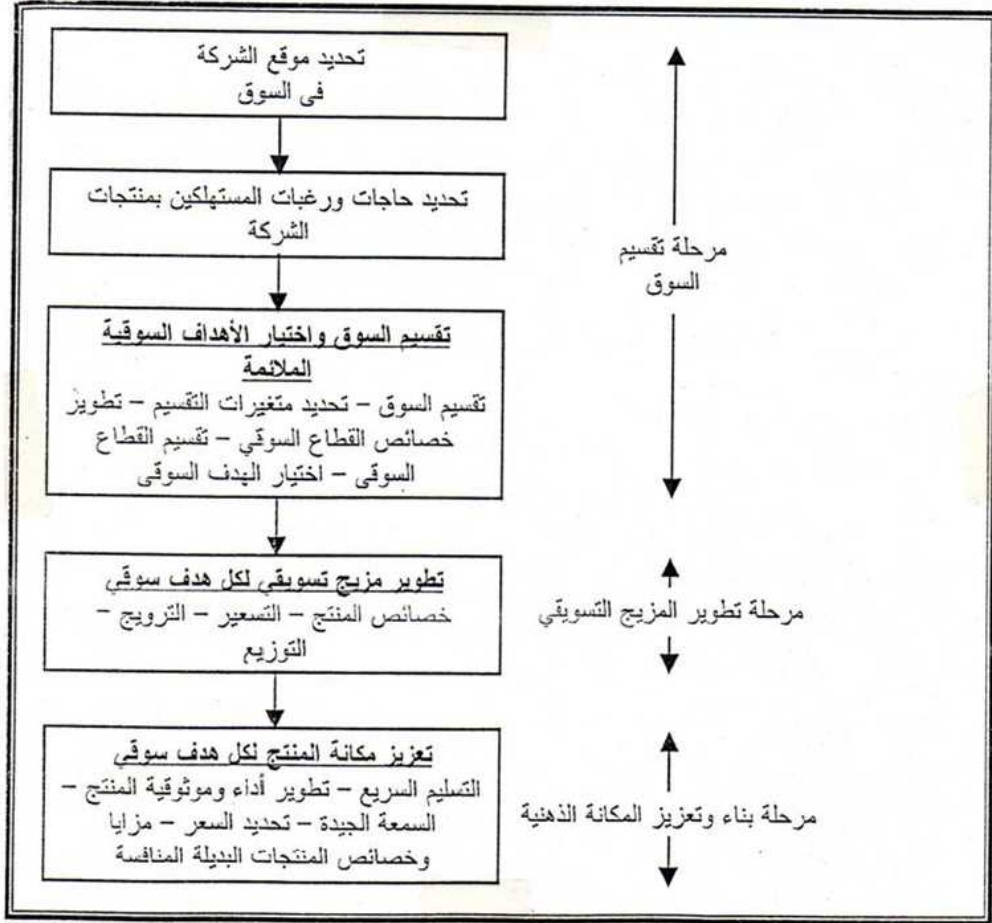 تحديد موقع الشركة
فى السوق
تحديد حاجات ورغبات المستهلكين بمنتجات
الشركة
مرحلة تقسيم
السوق
تقسيم السوق واختيار الأهداف السوقية
الملائمة
تقسيم السوق – تحديد متغيرات التقسيم – تطوير
خصائص القطاع السوقي – تقسيم القطاع
السوقى – اختيار الهدف السوقى
تطوير مزيج تسويقي لكل هدف سوقي
خصائص المنتج – التسعير – الترويج –
التوزيع
مرحلة تطوير المزيج التسويقي
تعزيز مكانة المنتج لكل هدف سوقي
التسليم السريع – تطوير أداء وموثوقية المنتج –
السمعة الجيدة – تحديد السعر – مزايا
وخصائص المنتجات البديلة المنافسة
مرحلة بناء وتعزيز المكانة الذهنية